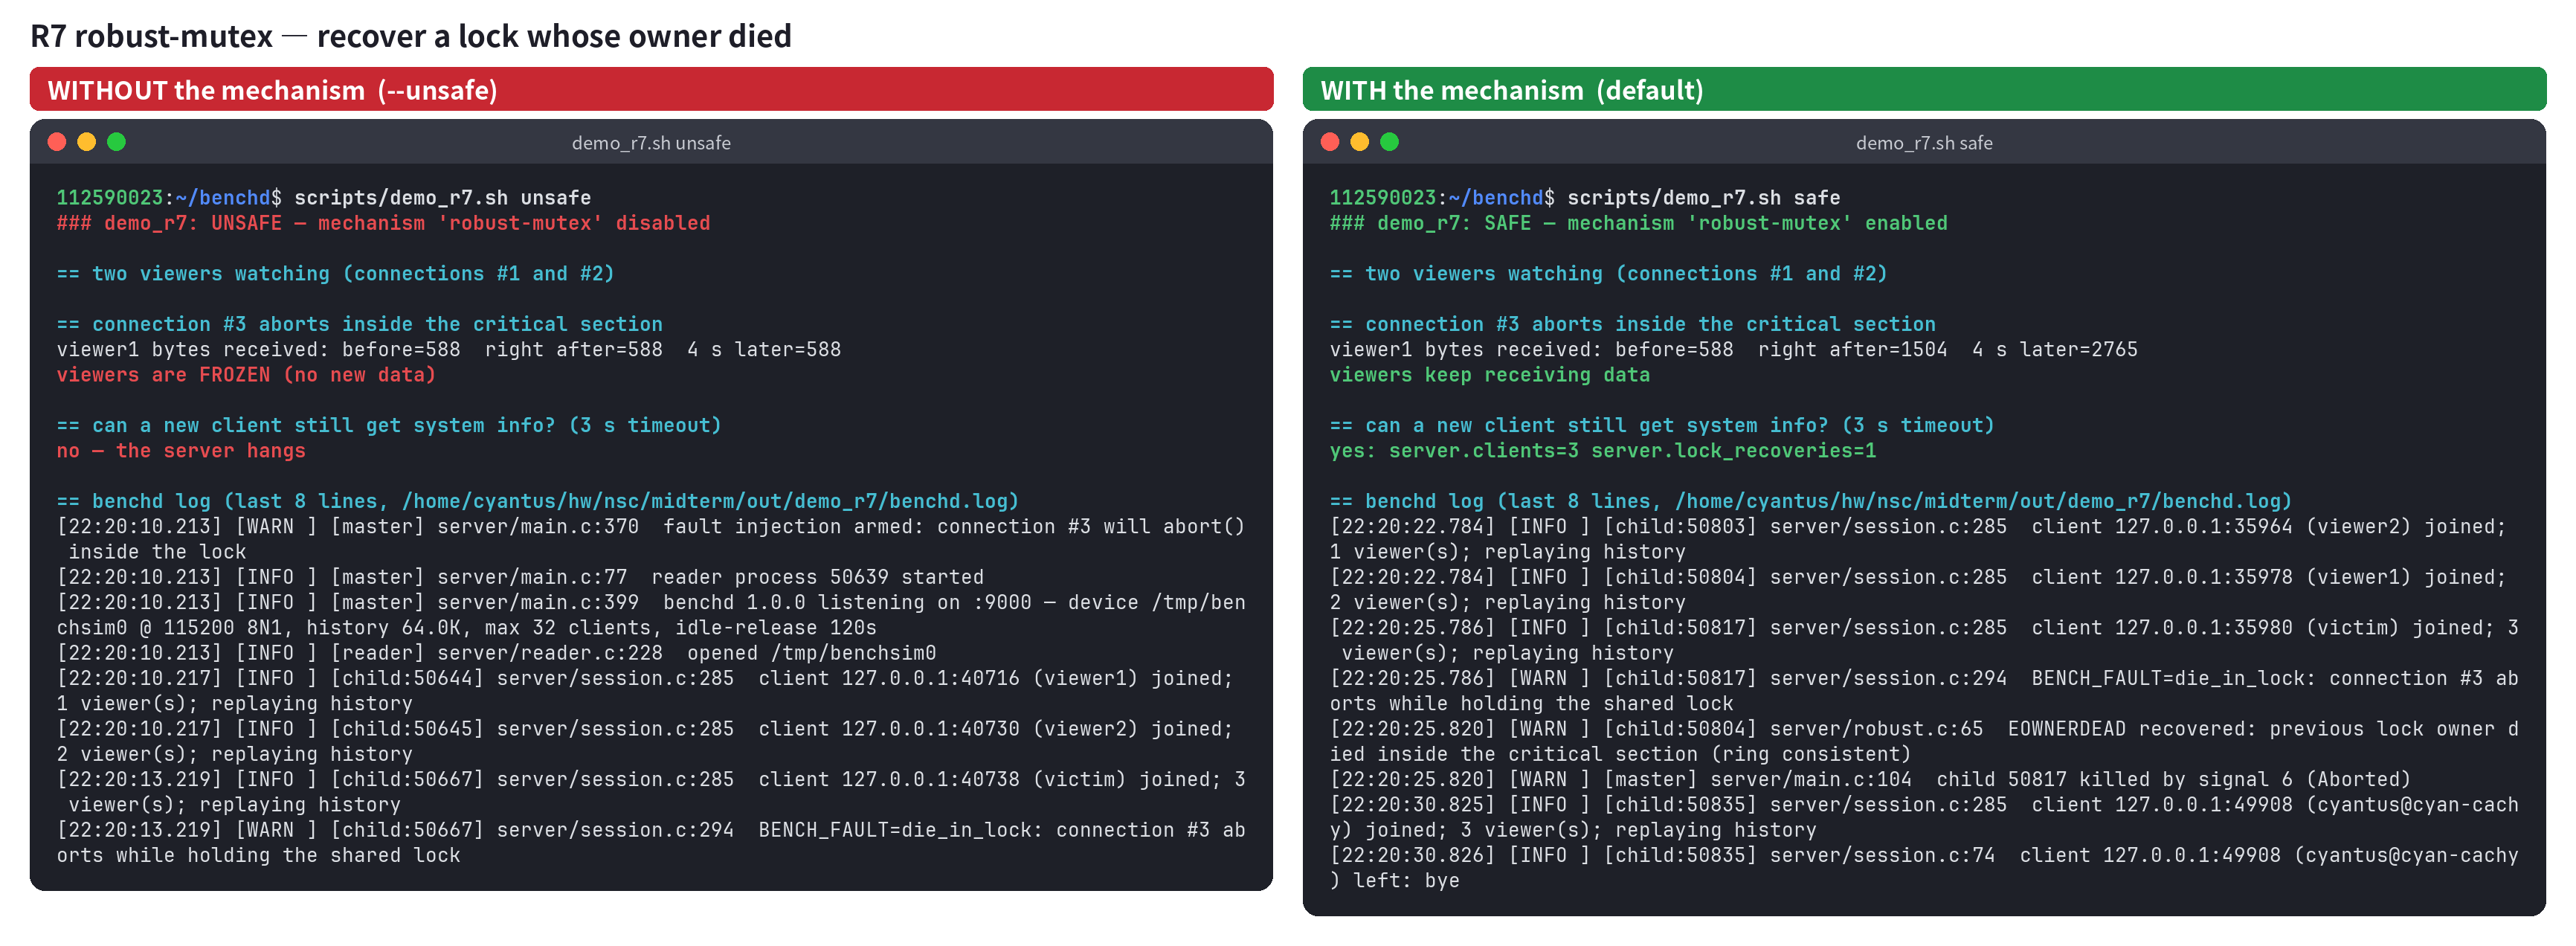 R7 robust-mutex — recover a lock whose owner died
WITHOUT the mechanism (--unsafe)
demo_r7.sh unsafe
112590023:~/benchd$ scripts/demo_r7.sh unsafe
### demo_r7: UNSAFE — mechanism 'robust-mutex' disabled
== two viewers watching (connections #1 and #2)
== connection #3 aborts inside the critical section
viewer1 bytes received: before=588  right after=588  4 s later=588
viewers are FROZEN (no new data)
== can a new client still get system info? (3 s timeout)
no — the server hangs
== benchd log (last 8 lines, /home/cyantus/hw/nsc/midterm/out/demo_r7/benchd.log)
[22:20:10.213] [WARN ] [master] server/main.c:370  fault injection armed: connection #3 will abort()
 inside the lock
[22:20:10.213] [INFO ] [master] server/main.c:77  reader process 50639 started
[22:20:10.213] [INFO ] [master] server/main.c:399  benchd 1.0.0 listening on :9000 — device /tmp/ben
chsim0 @ 115200 8N1, history 64.0K, max 32 clients, idle-release 120s
[22:20:10.213] [INFO ] [reader] server/reader.c:228  opened /tmp/benchsim0
[22:20:10.217] [INFO ] [child:50644] server/session.c:285  client 127.0.0.1:40716 (viewer1) joined;
1 viewer(s); replaying history
[22:20:10.217] [INFO ] [child:50645] server/session.c:285  client 127.0.0.1:40730 (viewer2) joined;
2 viewer(s); replaying history
[22:20:13.219] [INFO ] [child:50667] server/session.c:285  client 127.0.0.1:40738 (victim) joined; 3
 viewer(s); replaying history
[22:20:13.219] [WARN ] [child:50667] server/session.c:294  BENCH_FAULT=die_in_lock: connection #3 ab
orts while holding the shared lock
WITH the mechanism (default)
demo_r7.sh safe
112590023:~/benchd$ scripts/demo_r7.sh safe
### demo_r7: SAFE — mechanism 'robust-mutex' enabled
== two viewers watching (connections #1 and #2)
== connection #3 aborts inside the critical section
viewer1 bytes received: before=588  right after=1504  4 s later=2765
viewers keep receiving data
== can a new client still get system info? (3 s timeout)
yes: server.clients=3 server.lock_recoveries=1
== benchd log (last 8 lines, /home/cyantus/hw/nsc/midterm/out/demo_r7/benchd.log)
[22:20:22.784] [INFO ] [child:50803] server/session.c:285  client 127.0.0.1:35964 (viewer2) joined;
1 viewer(s); replaying history
[22:20:22.784] [INFO ] [child:50804] server/session.c:285  client 127.0.0.1:35978 (viewer1) joined;
2 viewer(s); replaying history
[22:20:25.786] [INFO ] [child:50817] server/session.c:285  client 127.0.0.1:35980 (victim) joined; 3
 viewer(s); replaying history
[22:20:25.786] [WARN ] [child:50817] server/session.c:294  BENCH_FAULT=die_in_lock: connection #3 ab
orts while holding the shared lock
[22:20:25.820] [WARN ] [child:50804] server/robust.c:65  EOWNERDEAD recovered: previous lock owner d
ied inside the critical section (ring consistent)
[22:20:25.820] [WARN ] [master] server/main.c:104  child 50817 killed by signal 6 (Aborted)
[22:20:30.825] [INFO ] [child:50835] server/session.c:285  client 127.0.0.1:49908 (cyantus@cyan-cach
y) joined; 3 viewer(s); replaying history
[22:20:30.826] [INFO ] [child:50835] server/session.c:74  client 127.0.0.1:49908 (cyantus@cyan-cachy
) left: bye